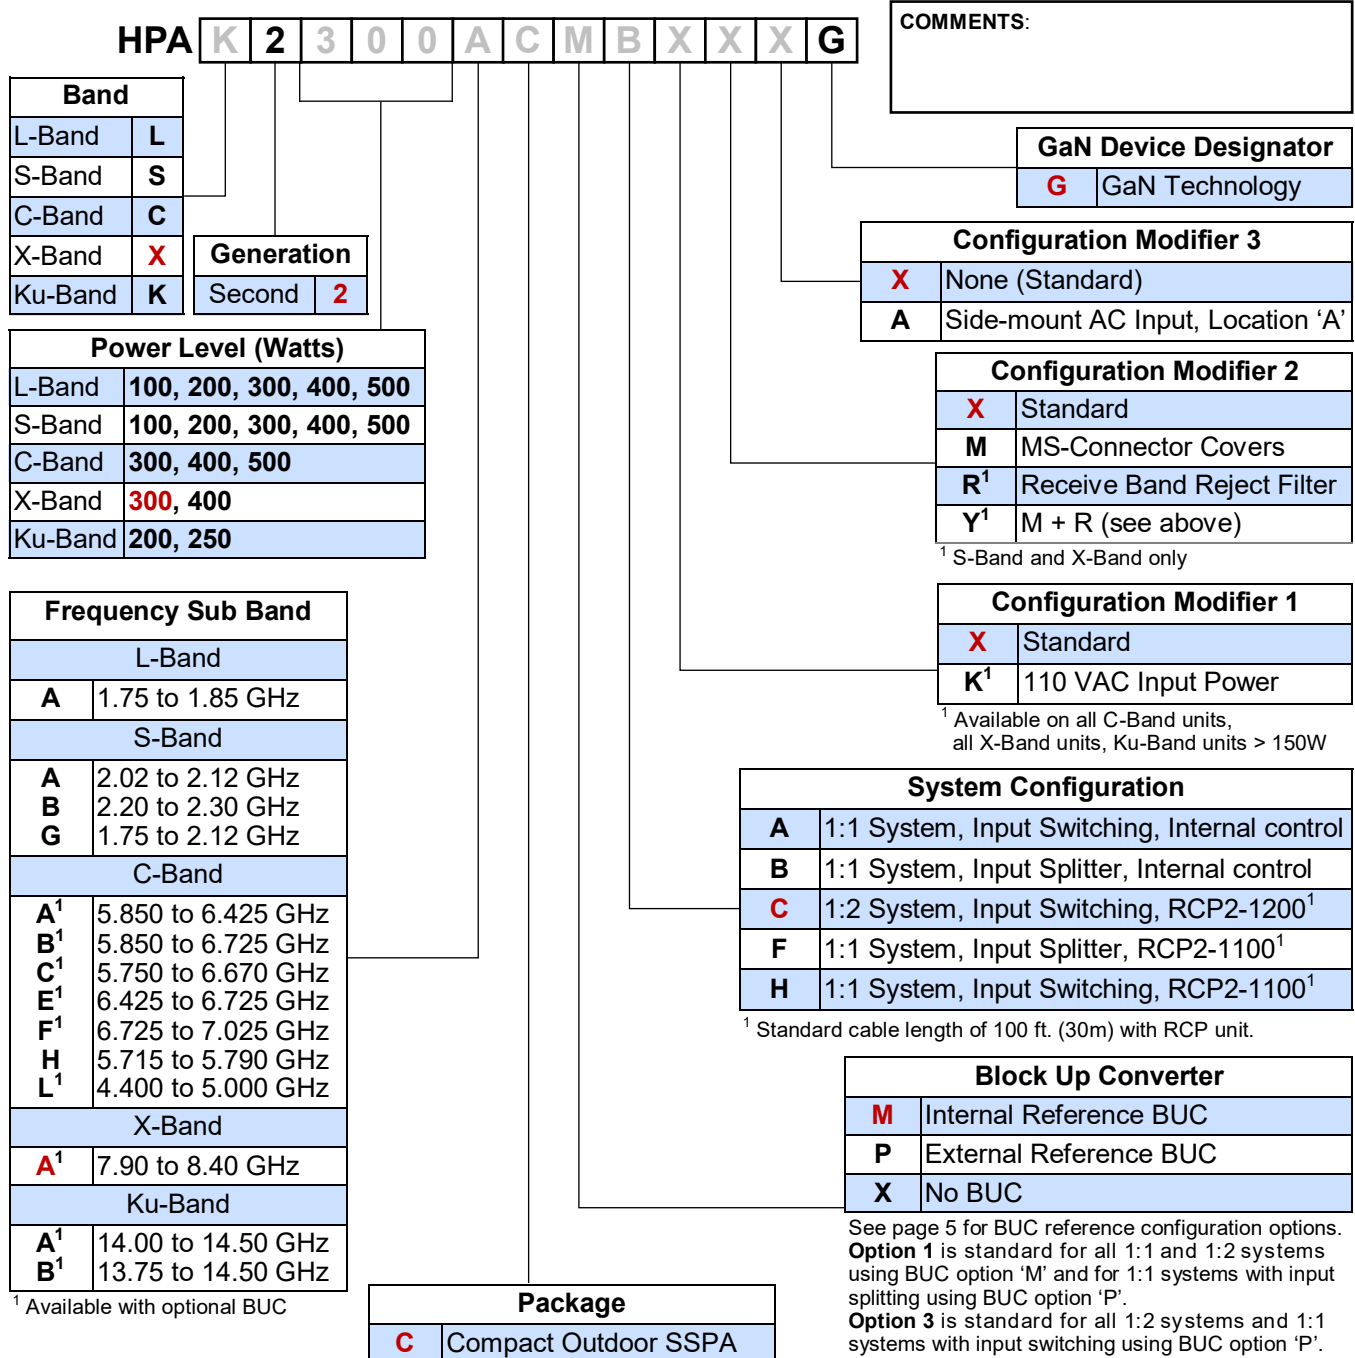 HPA K 2 3 0 0 A C M B X X X G
COMMENTS:
Band
L-Band L
S-Band S
C-Band C
X-Band X
Ku-Band K
Generation
Second 2
Power Level (Watts)
L-Band 100, 200, 300, 400, 500
S-Band 100, 200, 300, 400, 500
C-Band 300, 400, 500
X-Band 300, 400
Ku-Band 200, 250
Frequency Sub Band
L-Band
A 1.75 to 1.85 GHz
S-Band
A 2.02 to 2.12 GHz
B 2.20 to 2.30 GHz
G 1.75 to 2.12 GHz
C-Band
A¹ 5.850 to 6.425 GHz
B¹ 5.850 to 6.725 GHz
C¹ 5.750 to 6.670 GHz
E¹ 6.425 to 6.725 GHz
F¹ 6.725 to 7.025 GHz
H 5.715 to 5.790 GHz
L¹ 4.400 to 5.000 GHz
X-Band
A¹ 7.90 to 8.40 GHz
Ku-Band
A¹ 14.00 to 14.50 GHz
B¹ 13.75 to 14.50 GHz
¹ Available with optional BUC
Package
C Compact Outdoor SSPA
GaN Device Designator
G GaN Technology
Configuration Modifier 3
X None (Standard)
A Side-mount AC Input, Location ‘A’
Configuration Modifier 2
X Standard
M MS-Connector Covers
R¹ Receive Band Reject Filter
Y¹ M + R (see above)
¹ S-Band and X-Band only
Configuration Modifier 1
X Standard
K¹ 110 VAC Input Power
¹ Available on all C-Band units,
all X-Band units, Ku-Band units > 150W
System Configuration
A 1:1 System, Input Switching, Internal control
B 1:1 System, Input Splitter, Internal control
C 1:2 System, Input Switching, RCP2-1200¹
F 1:1 System, Input Splitter, RCP2-1100¹
H 1:1 System, Input Switching, RCP2-1100¹
¹ Standard cable length of 100 ft. (30m) with RCP unit.
Block Up Converter
M Internal Reference BUC
P External Reference BUC
X No BUC
See page 5 for BUC reference configuration options.
Option 1 is standard for all 1:1 and 1:2 systems
using BUC option ‘M’ and for 1:1 systems with input
splitting using BUC option ‘P’.
Option 3 is standard for all 1:2 systems and 1:1
systems with input switching using BUC option ‘P’.